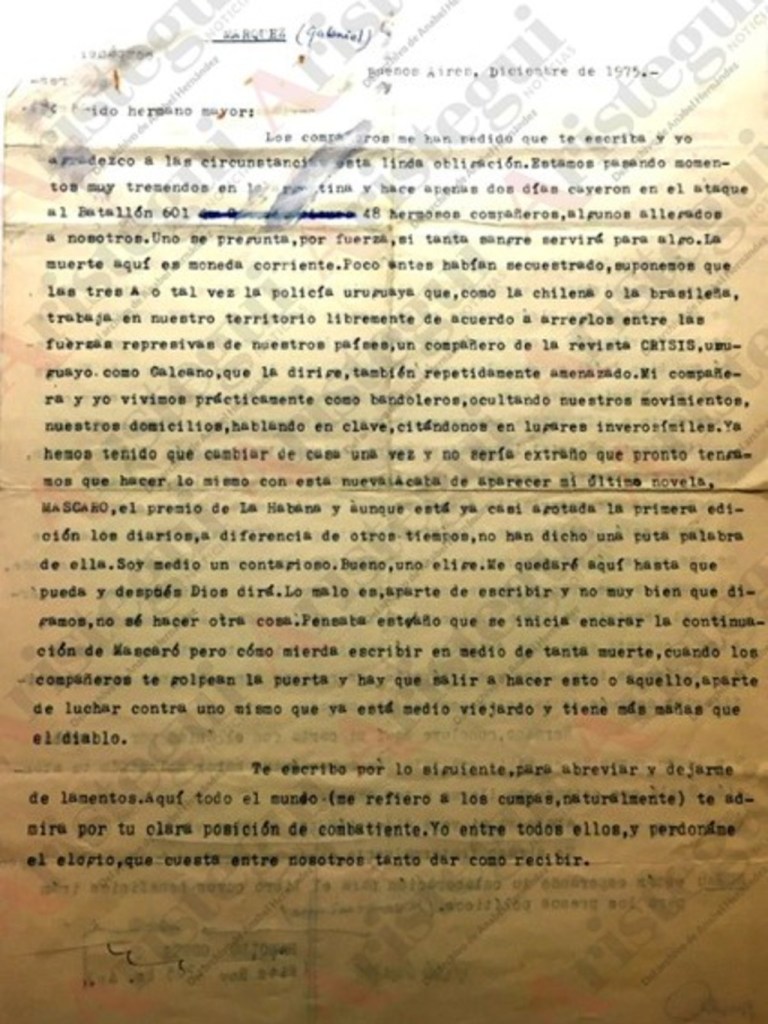 MARQUEZ (Gabriel)
Buenos Aires, Diciembre de 1975.-
hermano mayor:
Los compañeros me han pedido que te escriba y yo
agradezco a las circunstancias esta linda obligación.Estamos pasando momen-
tos muy tremendos en la Argentina y hace apenas dos días cayeron en el ataque
al Batallón 601 48 hermosos compañeros,algunos allegados
a nosotros.Uno se pregunta,por fuerza,si tanta sangre servirá para algo.La
muerte aquí es moneda corriente.Poco antes habían secuestrado,suponemos que
las tres A o tal vez la policía uruguaya que,como la chilena o la brasileña,
trabaja en nuestro territorio libremente de acuerdo a arreglos entre las
fuerzas represivas de nuestros países,un compañero de la revista CRISIS,uru-
guayo como Galeano,que la dirige,también repetidamente amenazado.Mi compañe-
ra y yo vivimos prácticamente como bandoleros,ocultando nuestros movimientos,
nuestros domicilios,hablando en clave,citándonos en lugares inverosímiles.Ya
hemos tenido que cambiar de casa una vez y no sería extraño que pronto tenga-
mos que hacer lo mismo con esta nueva.Acaba de aparecer mi última novela,
MASCARO,el premio de La Habana y aunque está ya casi agotada la primera edi-
ción los diarios,a diferencia de otros tiempos,no han dicho una puta palabra
de ella.Soy medio un contagioso.Bueno,uno elige.Me quedaré aquí hasta que
pueda y después Dios dirá.Lo malo es,aparte de escribir y no muy bien que di-
gamos,no sé hacer otra cosa.Pensaba este año que se inicia encarar la continua-
ción de Mascaró pero cómo mierda escribir en medio de tanta muerte,cuando los
compañeros te golpean la puerta y hay que salir a hacer esto o aquello,aparte
de luchar contra uno mismo que ya está medio viejardo y tiene más mañas que
el diablo.
Te escribo por lo siguiente,para abreviar y dejarme
de lamentos.Aquí todo el mundo (me refiero a los cumpas,naturalmente) te ad-
mira por tu clara posición de combatiente.Yo entre todos ellos,y perdoname
el elogio,que cuesta entre nosotros tanto dar como recibir.
Aristegui
NOTICIAS